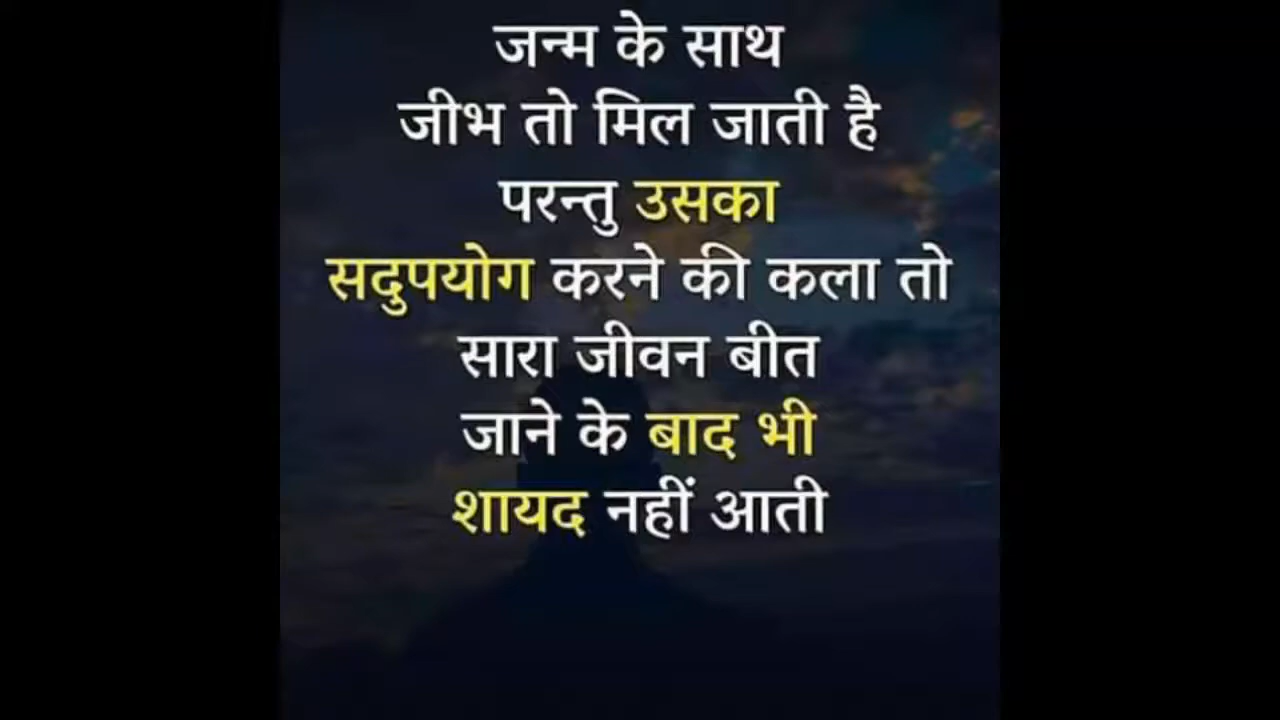 जन्म के साथ
जीभ तो मिल जाती है
परन्तु उसका
सदुपयोग करने की कला तो
सारा जीवन बीत
जाने के बाद भी
शायद नहीं आती